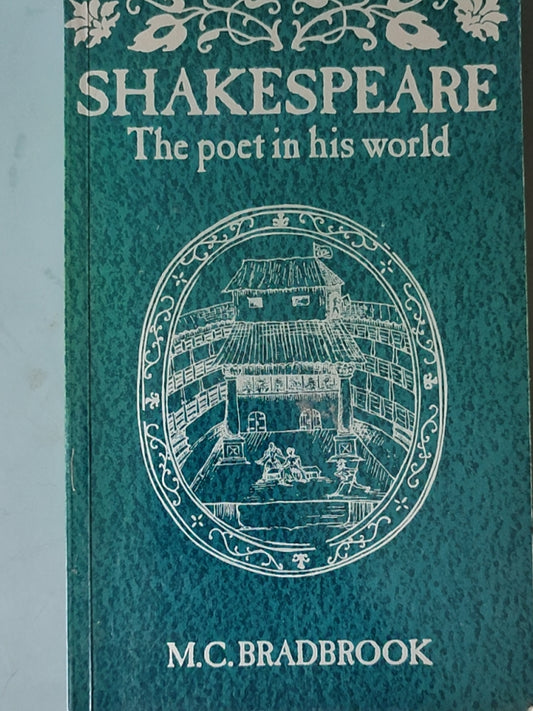 SHAKESPEARE
The poet in his world
M.C. BRADBROOK